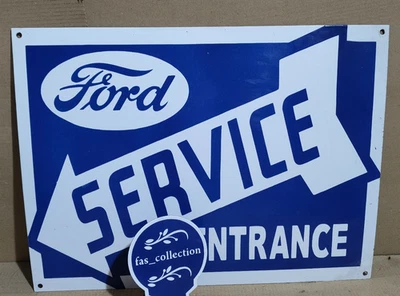 Ford
SERVICE
ENTRANCE
fas_collection